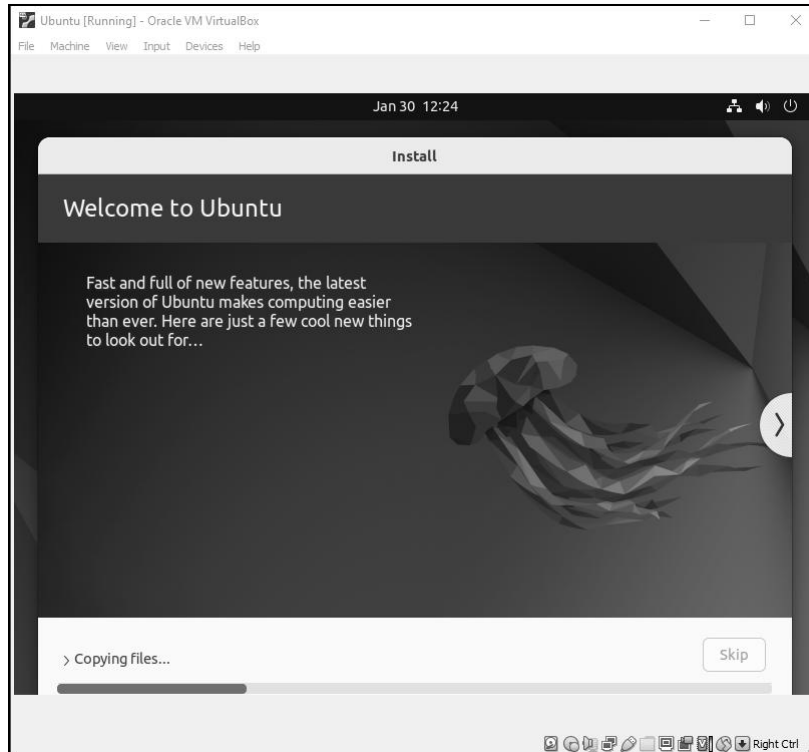 Ubuntu [Running] - Oracle VM VirtualBox
File Machine View Input Devices Help
Jan 30 12:24
Install
Welcome to Ubuntu
Fast and full of new features, the latest
version of Ubuntu makes computing easier
than ever. Here are just a few cool new things
to look out for…
Copying files...
Skip
Right Ctrl